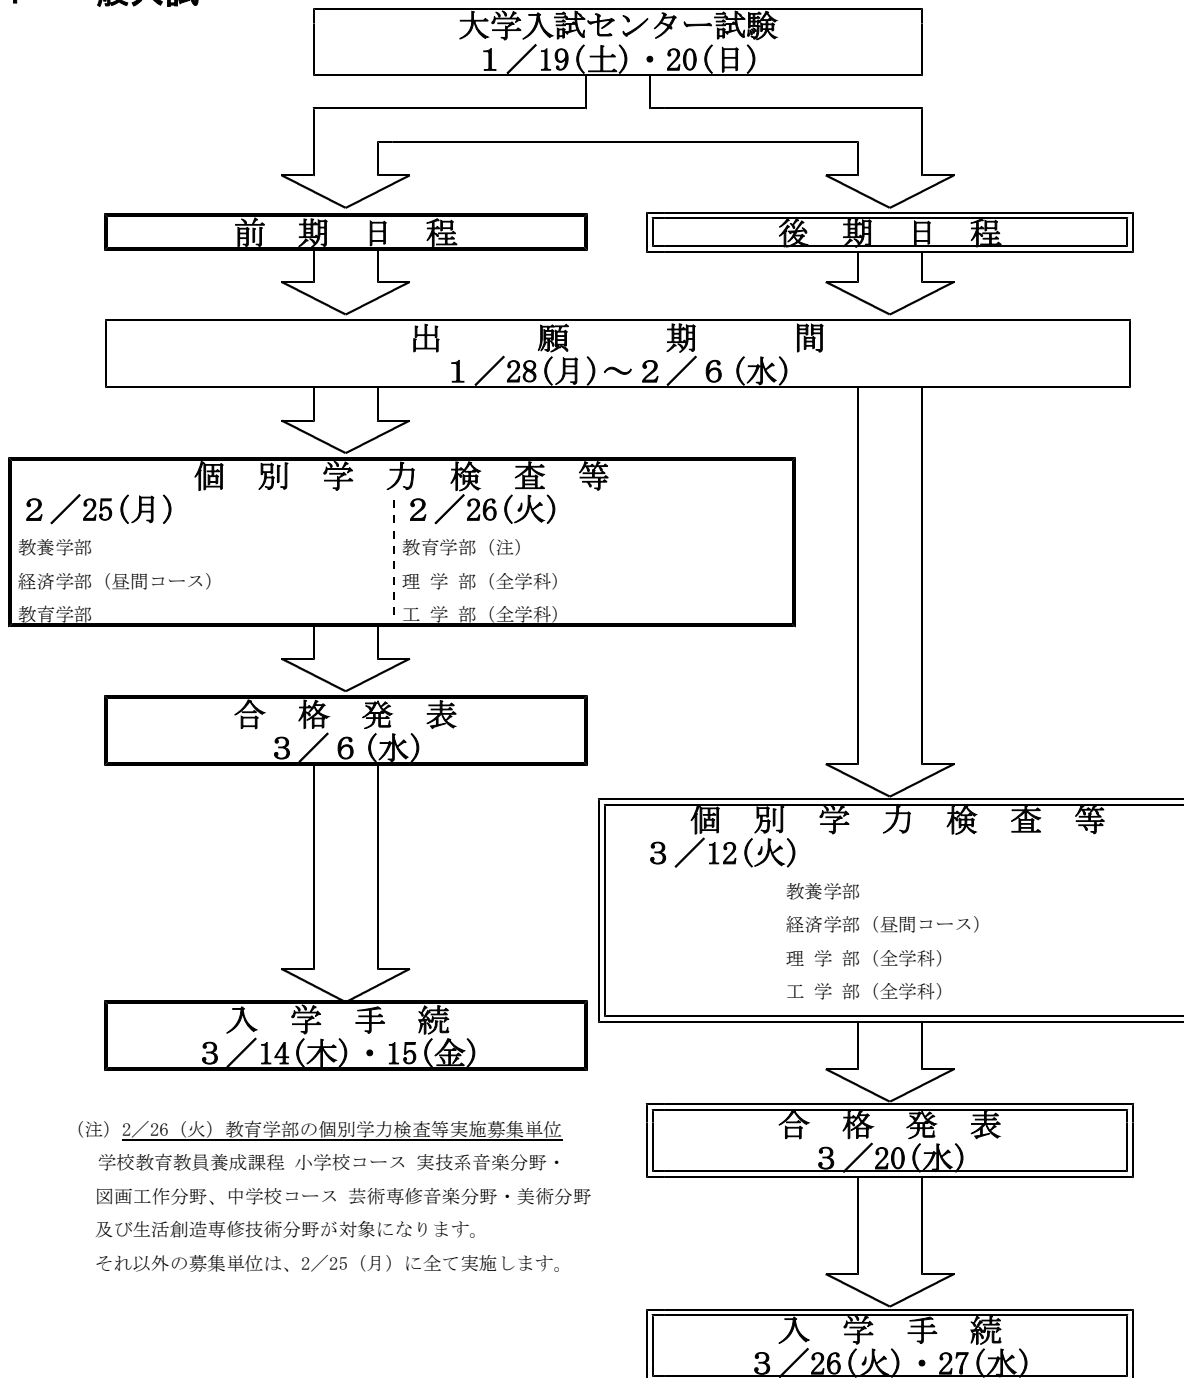 般入試
大学入試センター試験
１／19(土)・20(日)
前　期　日　程
後　期　日　程
出　願　期　間
１／28(月)～２／６(水)
個　別　学　力　検　査　等
２／25(月)
２／26(火)
教養学部
教育学部（注）
経済学部（昼間コース）
理 学 部（全学科）
教育学部
工 学 部（全学科）
合　格　発　表
３／６(水)
個　別　学　力　検　査　等
３／12(火)
教養学部
経済学部（昼間コース）
理 学 部（全学科）
工 学 部（全学科）
入　学　手　続
３／14(木)・15(金)
合　格　発　表
３／20(水)
（注）2／26（火）教育学部の個別学力検査等実施募集単位
学校教育教員養成課程 小学校コース 実技系音楽分野・
図画工作分野、中学校コース 芸術専修音楽分野・美術分野
及び生活創造専修技術分野が対象になります。
それ以外の募集単位は、2／25（月）に全て実施します。
入　学　手　続
３／26(火)・27(水)